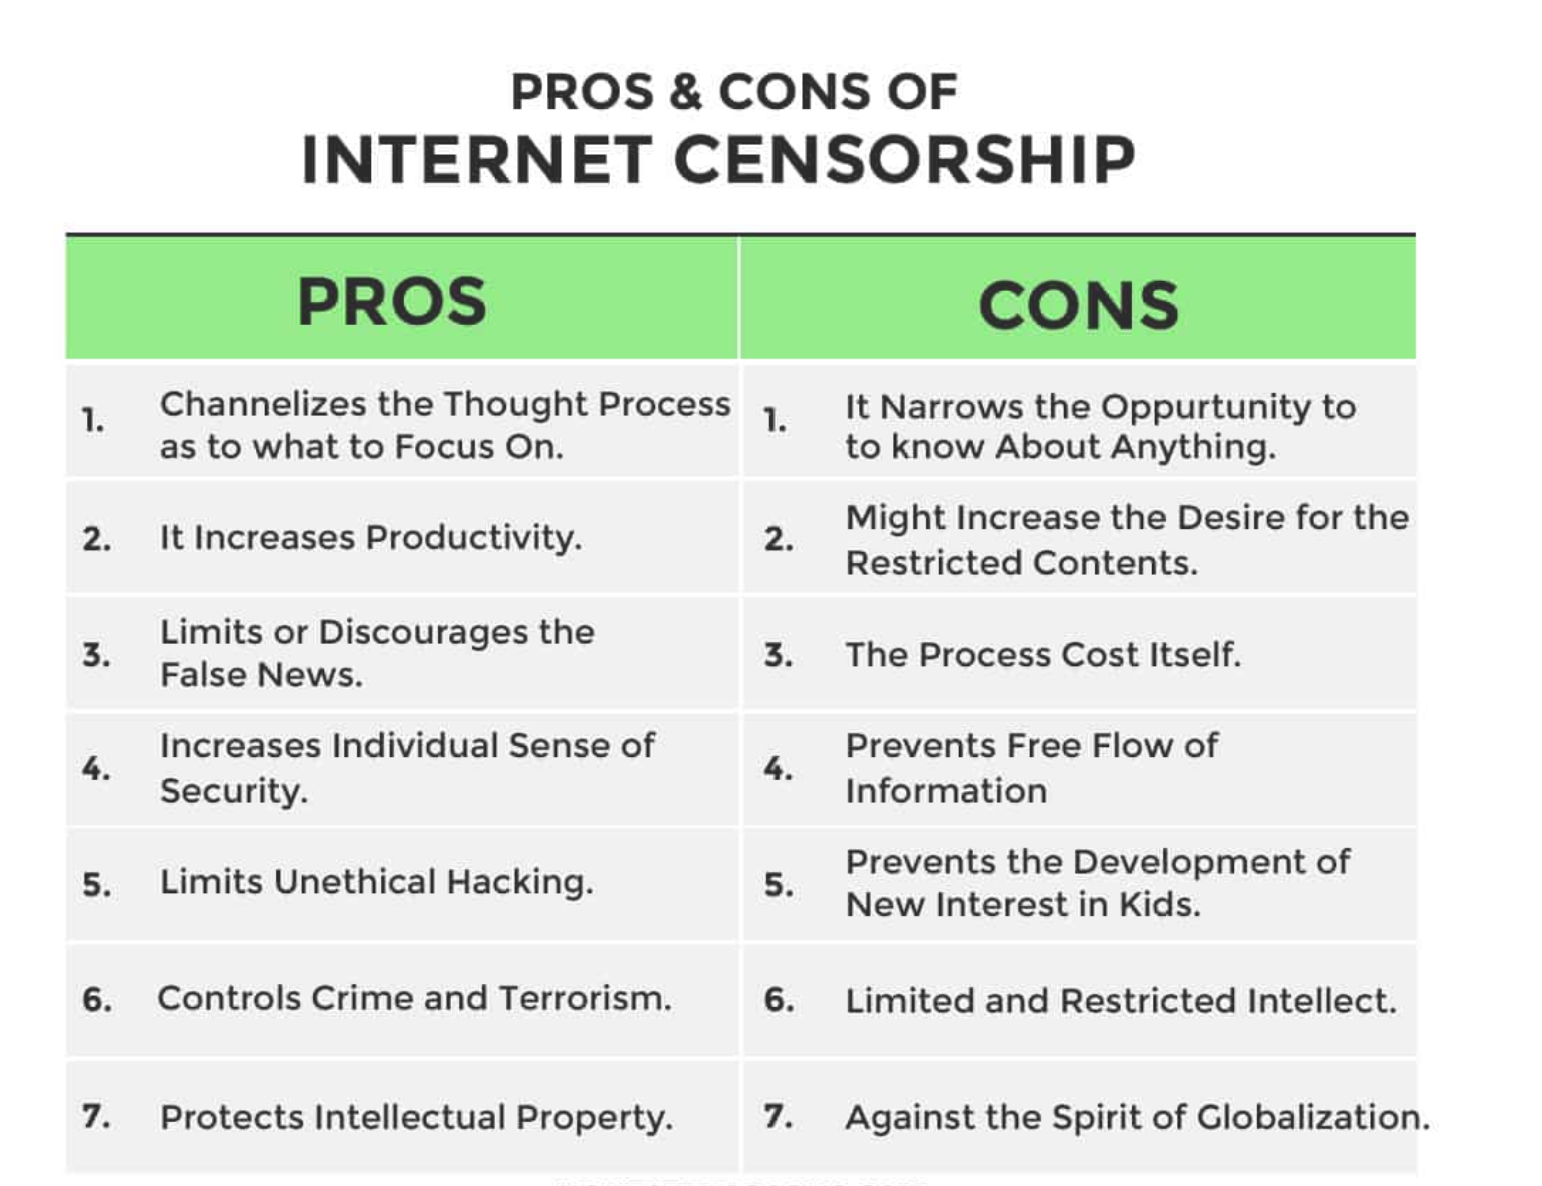 PROS & CONS OF
INTERNET CENSORSHIP
PROS
CONS
1.
Channelizes the Thought Process
as to what to Focus On.
1.
It Narrows the Oppurtunity to
to know About Anything.
2.
It Increases Productivity.
2.
Might Increase the Desire for the
Restricted Contents.
3.
Limits or Discourages the
False News.
3.
The Process Cost Itself.
4.
Increases Individual Sense of
Security.
4.
Prevents Free Flow of
Information
5.
Limits Unethical Hacking.
5.
Prevents the Development of
New Interest in Kids.
6.
Controls Crime and Terrorism.
6.
Limited and Restricted Intellect.
7.
Protects Intellectual Property.
7.
Against the Spirit of Globalization.